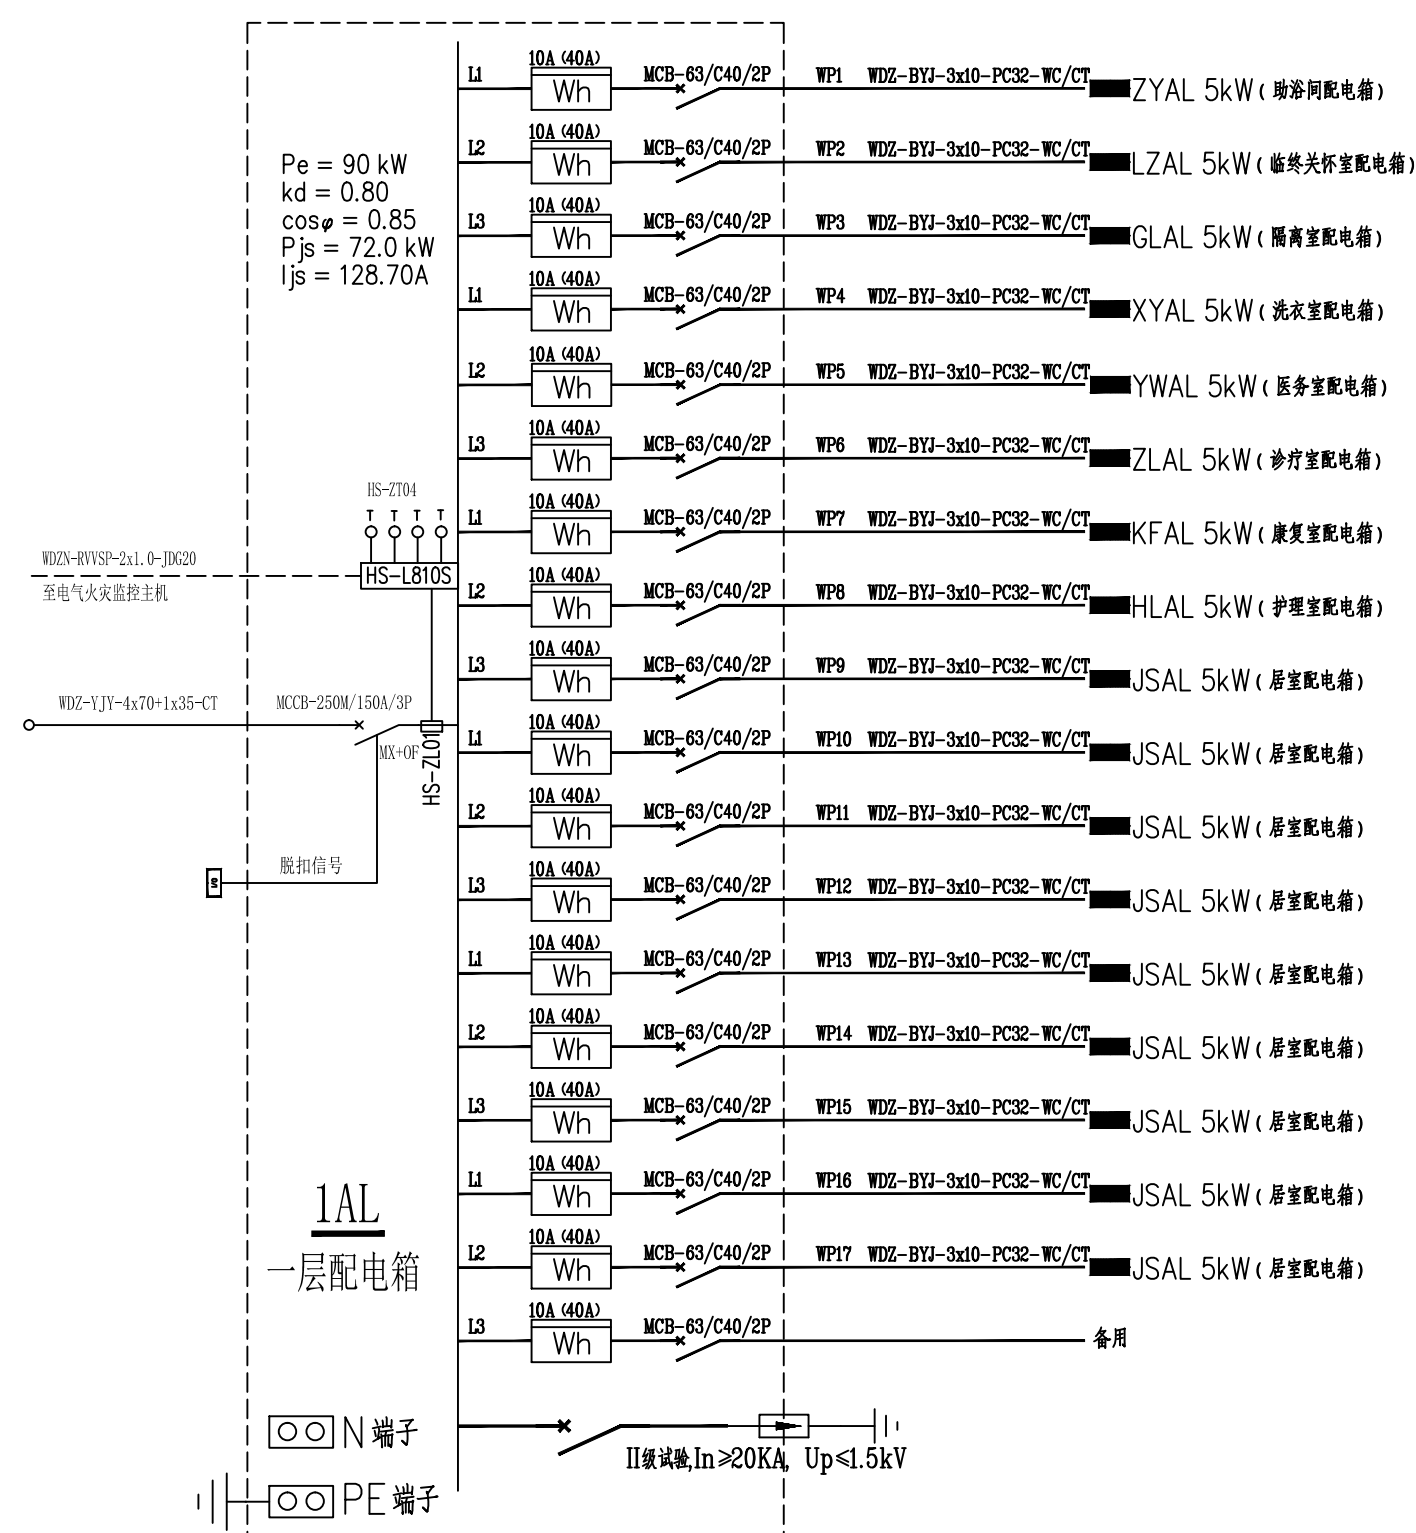 10A (40A)
L1 Wh MCB-63/C40/2P WP1 WDZ-BYJ-3x10-PC32-WC/CT ZYAL 5kW( 助浴间配电箱)
10A (40A)
L2 Wh MCB-63/C40/2P WP2 WDZ-BYJ-3x10-PC32-WC/CT LZAL 5kW( 临终关怀室配电箱)
Pe = 90 kW
kd = 0.80
cosφ = 0.85
Pjs = 72.0 kW
Ijs = 128.70A
10A (40A)
L3 Wh MCB-63/C40/2P WP3 WDZ-BYJ-3x10-PC32-WC/CT GLAL 5kW( 隔离室配电箱)
10A (40A)
L1 Wh MCB-63/C40/2P WP4 WDZ-BYJ-3x10-PC32-WC/CT XYAL 5kW( 洗衣室配电箱)
10A (40A)
L2 Wh MCB-63/C40/2P WP5 WDZ-BYJ-3x10-PC32-WC/CT YWAL 5kW( 医务室配电箱)
10A (40A)
L3 Wh MCB-63/C40/2P WP6 WDZ-BYJ-3x10-PC32-WC/CT ZLAL 5kW( 诊疗室配电箱)
HS-ZT04
T T T T
10A (40A)
L1 Wh MCB-63/C40/2P WP7 WDZ-BYJ-3x10-PC32-WC/CT KFAL 5kW( 康复室配电箱)
WDZN-RVVSP-2x1.0-JDG20
HS-L810S
至电气火灾监控主机
10A (40A)
L2 Wh MCB-63/C40/2P WP8 WDZ-BYJ-3x10-PC32-WC/CT HLAL 5kW( 护理室配电箱)
10A (40A)
L3 Wh MCB-63/C40/2P WP9 WDZ-BYJ-3x10-PC32-WC/CT JSAL 5kW( 居室配电箱)
WDZ-YJY-4x70+1x35-CT MCCB-250M/150A/3P
MX+OF
HS-ZL01
10A (40A)
L1 Wh MCB-63/C40/2P WP10 WDZ-BYJ-3x10-PC32-WC/CT JSAL 5kW( 居室配电箱)
10A (40A)
L2 Wh MCB-63/C40/2P WP11 WDZ-BYJ-3x10-PC32-WC/CT JSAL 5kW( 居室配电箱)
脱扣信号
10A (40A)
L3 Wh MCB-63/C40/2P WP12 WDZ-BYJ-3x10-PC32-WC/CT JSAL 5kW( 居室配电箱)
10A (40A)
L1 Wh MCB-63/C40/2P WP13 WDZ-BYJ-3x10-PC32-WC/CT JSAL 5kW( 居室配电箱)
10A (40A)
L2 Wh MCB-63/C40/2P WP14 WDZ-BYJ-3x10-PC32-WC/CT JSAL 5kW( 居室配电箱)
10A (40A)
L3 Wh MCB-63/C40/2P WP15 WDZ-BYJ-3x10-PC32-WC/CT JSAL 5kW( 居室配电箱)
10A (40A)
L1 Wh MCB-63/C40/2P WP16 WDZ-BYJ-3x10-PC32-WC/CT JSAL 5kW( 居室配电箱)
1AL
一层配电箱
10A (40A)
L2 Wh MCB-63/C40/2P WP17 WDZ-BYJ-3x10-PC32-WC/CT JSAL 5kW( 居室配电箱)
10A (40A)
L3 Wh MCB-63/C40/2P 备用
N 端子
II级试验,In≥20KA, Up≤1.5kV
PE 端子